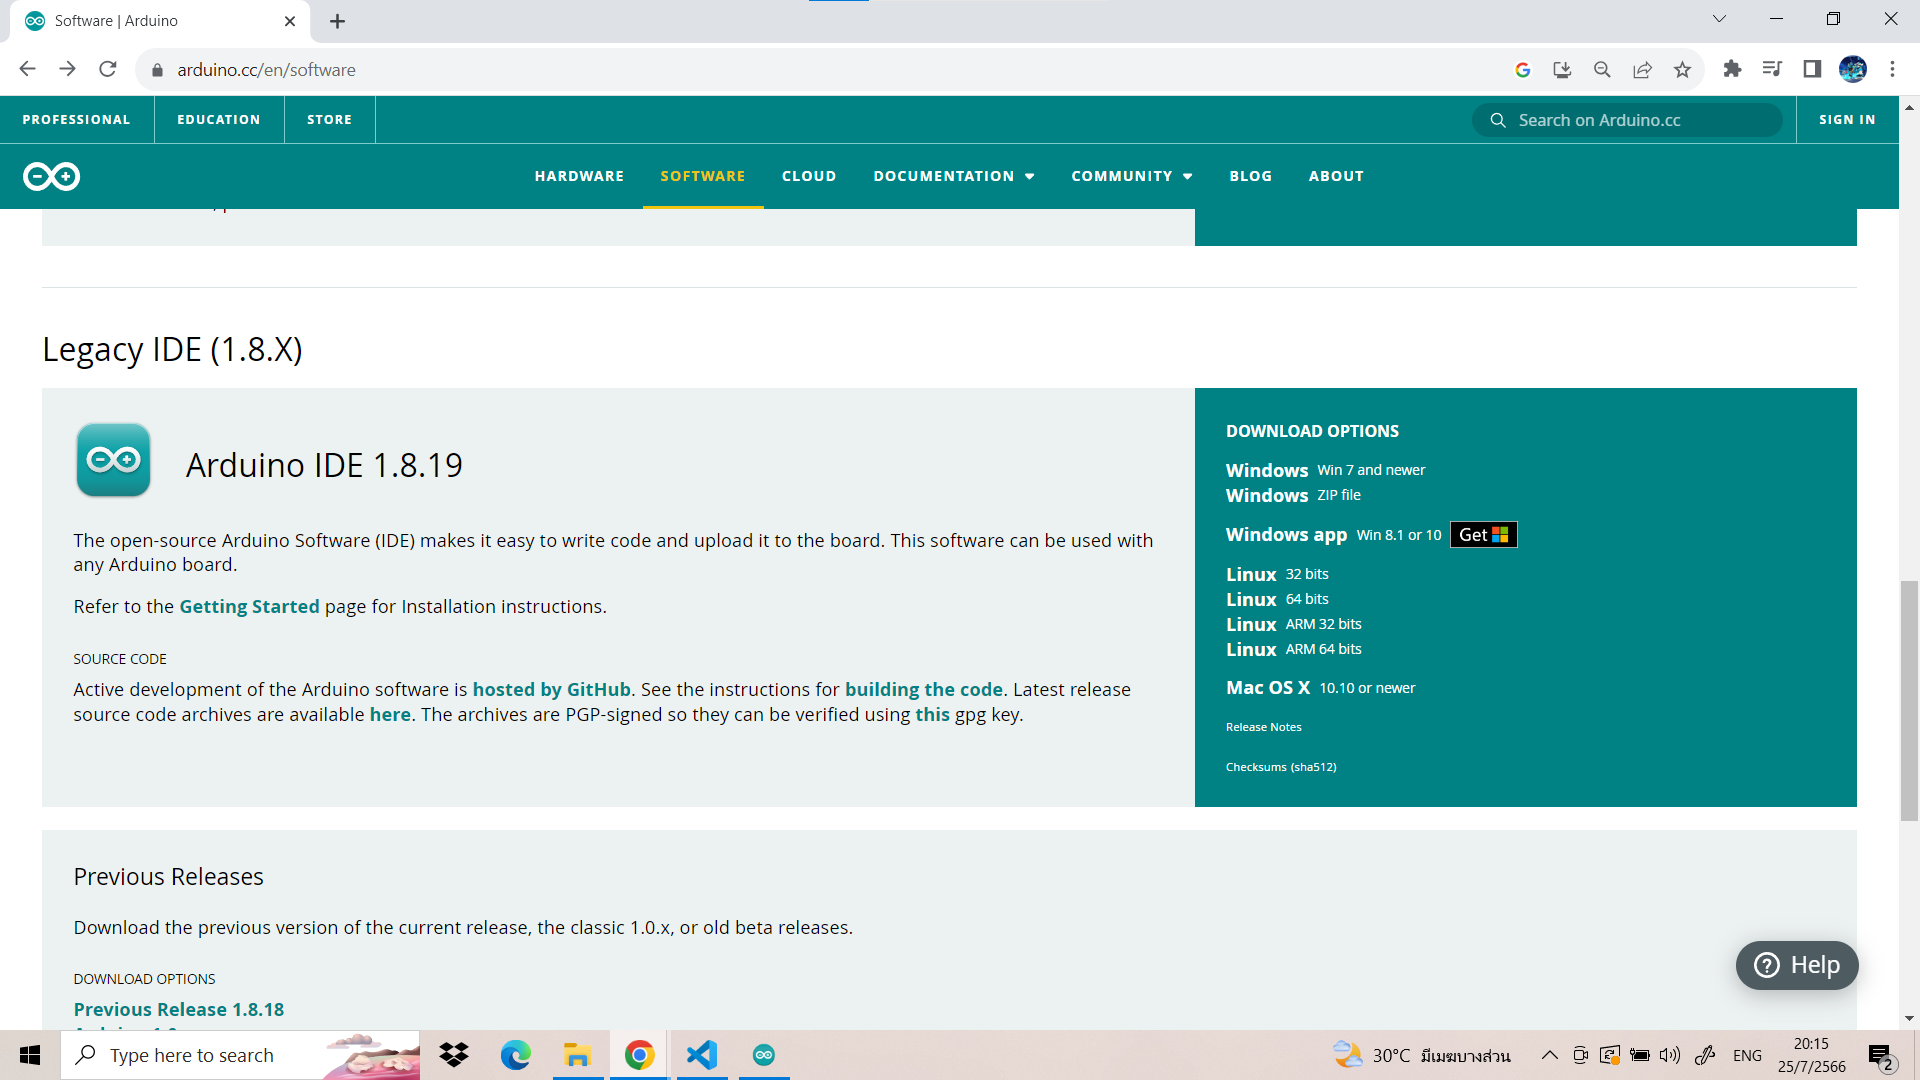 Software | Arduino
arduino.cc/en/software
PROFESSIONAL EDUCATION STORE Search on Arduino.cc SIGN IN
HARDWARE SOFTWARE CLOUD DOCUMENTATION COMMUNITY BLOG ABOUT
Legacy IDE (1.8.X)
Arduino IDE 1.8.19
The open-source Arduino Software (IDE) makes it easy to write code and upload it to the board. This software can be used with
any Arduino board.
Refer to the Getting Started page for Installation instructions.
SOURCE CODE
Active development of the Arduino software is hosted by GitHub. See the instructions for building the code. Latest release
source code archives are available here. The archives are PGP-signed so they can be verified using this gpg key.
DOWNLOAD OPTIONS
Windows Win 7 and newer
Windows ZIP file
Windows app Win 8.1 or 10 Get
Linux 32 bits
Linux 64 bits
Linux ARM 32 bits
Linux ARM 64 bits
Mac OS X 10.10 or newer
Release Notes
Checksums (sha512)
Previous Releases
Download the previous version of the current release, the classic 1.0.x, or old beta releases.
DOWNLOAD OPTIONS
Previous Release 1.8.18
Help
Type here to search
30°C มีเมฆบางส่วน
ENG
20:15
25/7/2566
2